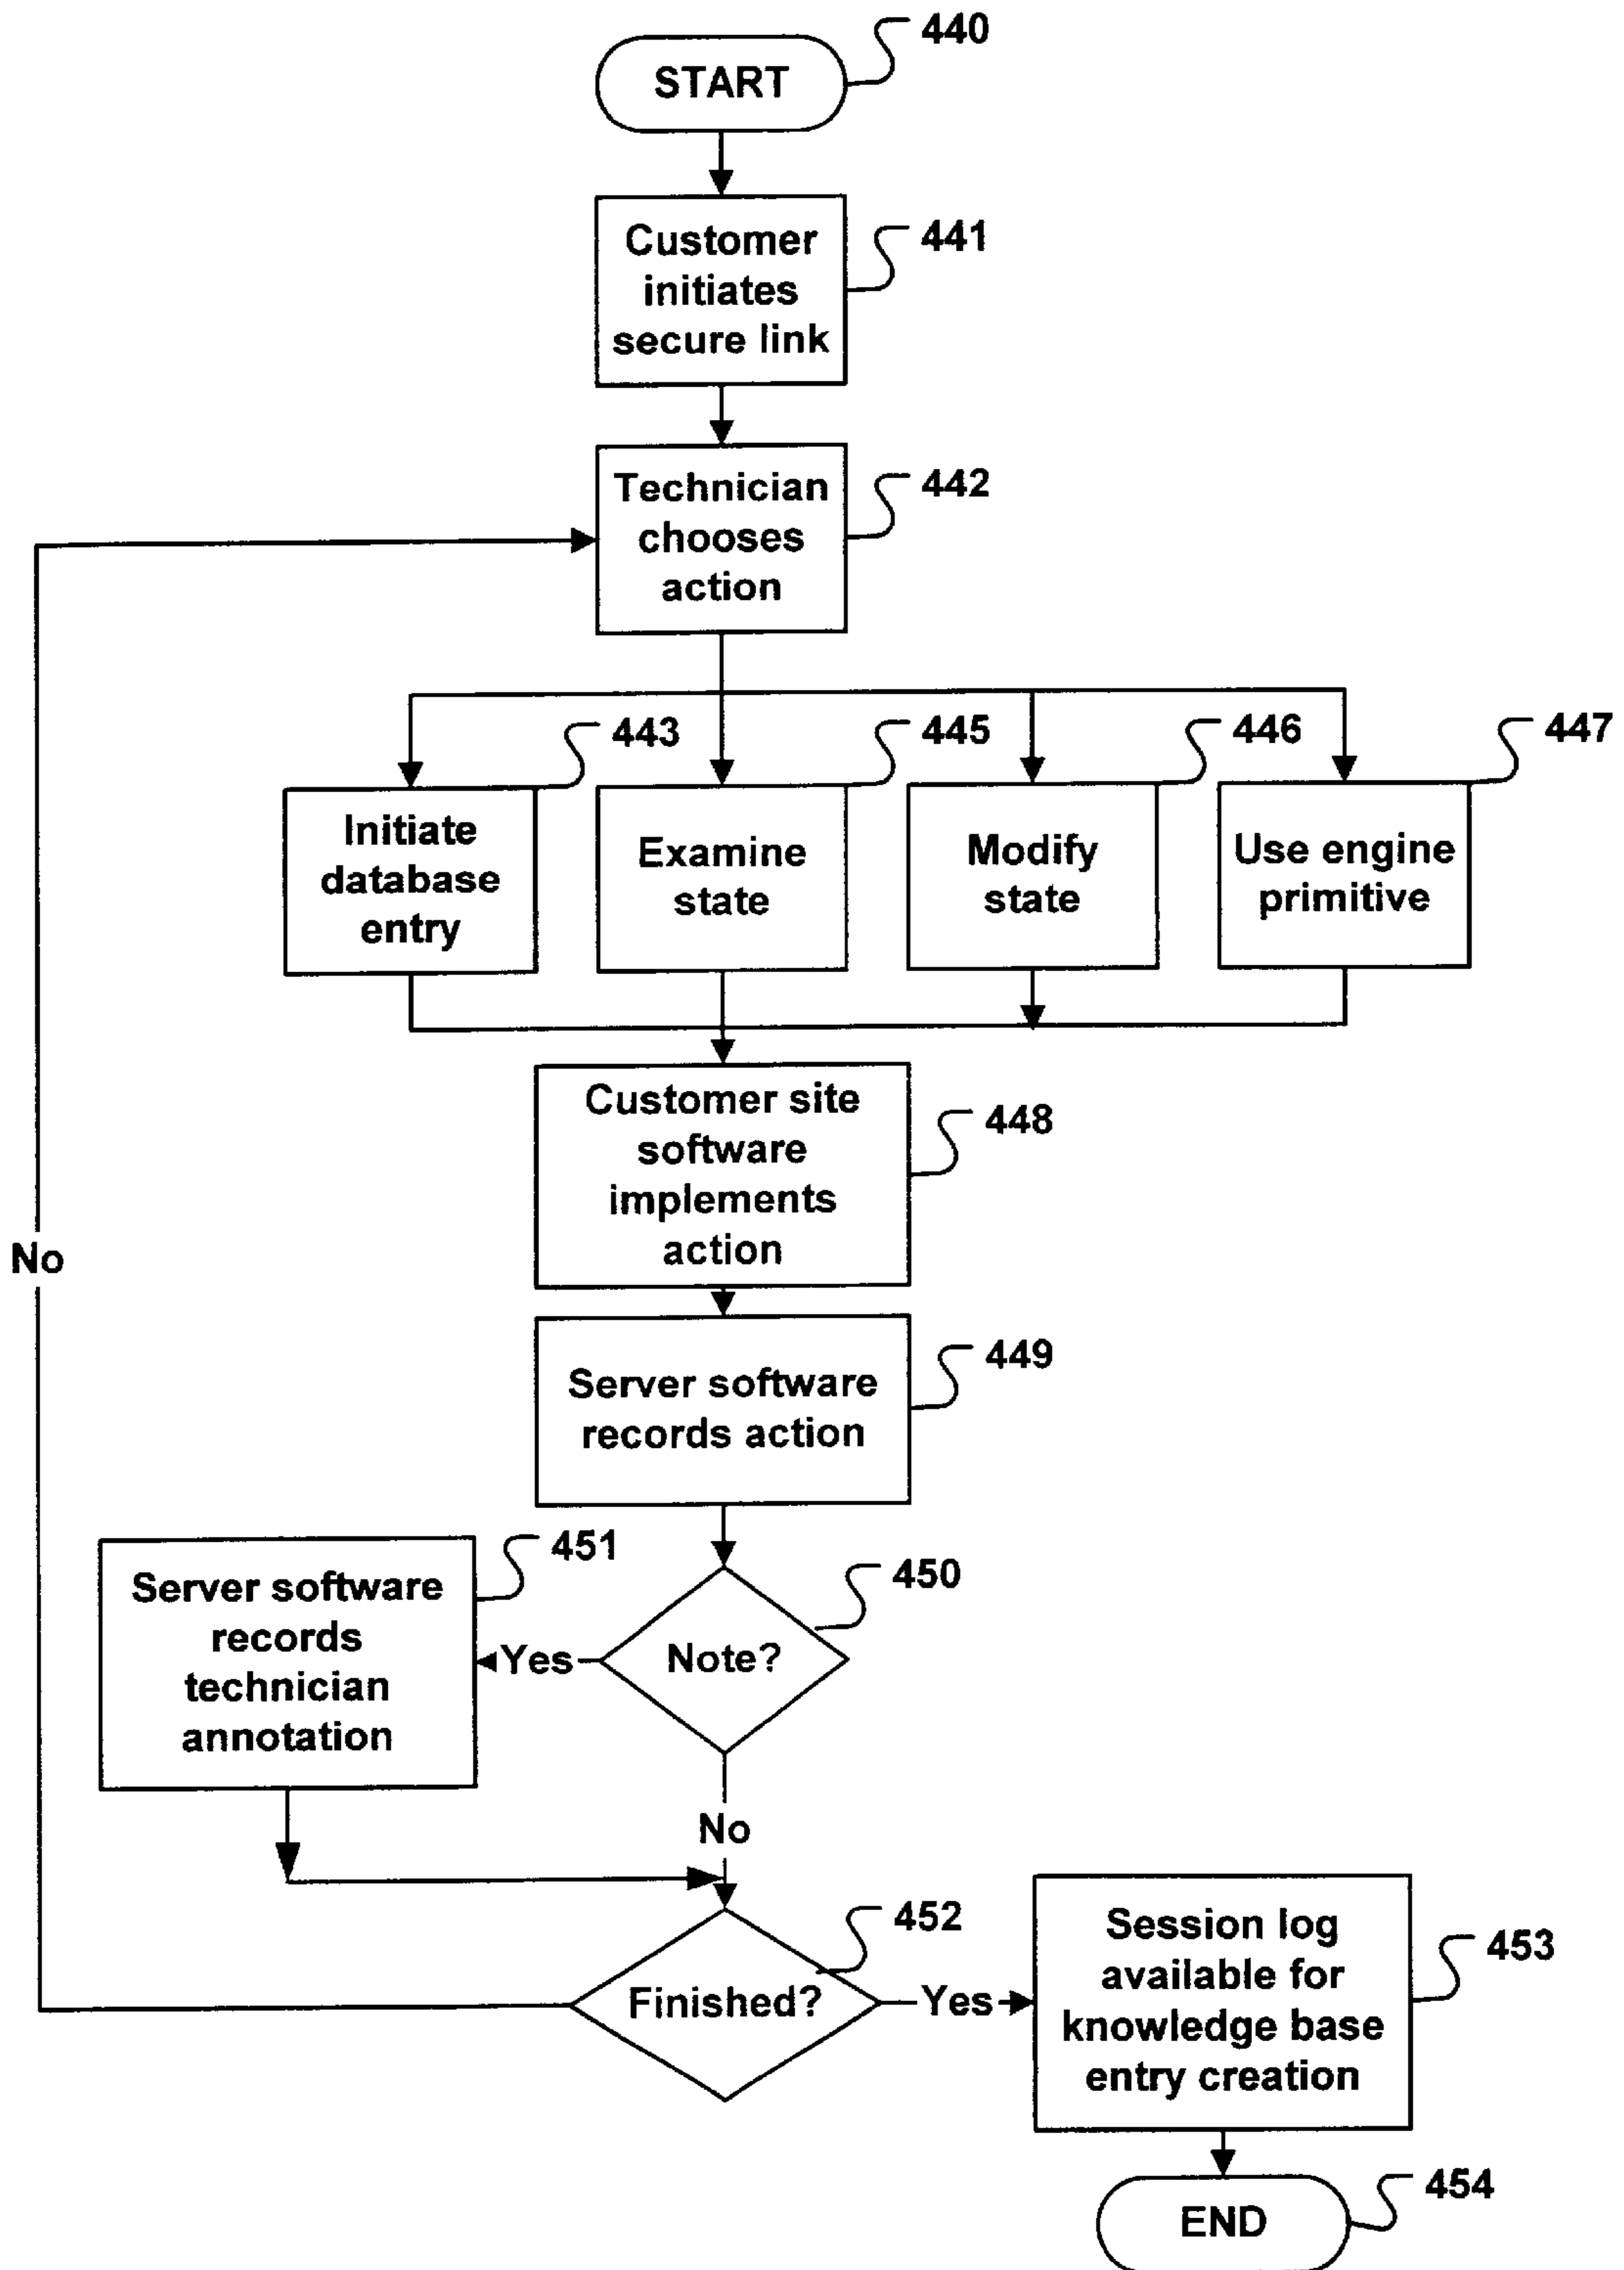 440
START
441
Customer
initiates
secure link
442
Technician
chooses
action
443
445
446
447
Initiate
database
entry
Examine
state
Modify
state
Use engine
primitive
Customer site
software
implements
action
448
No
449
Server software
records action
451
450
Server software
records
technician
annotation
Yes
Note?
No
452
Finished?
Yes
Session log
available for
knowledge base
entry creation
453
454
END